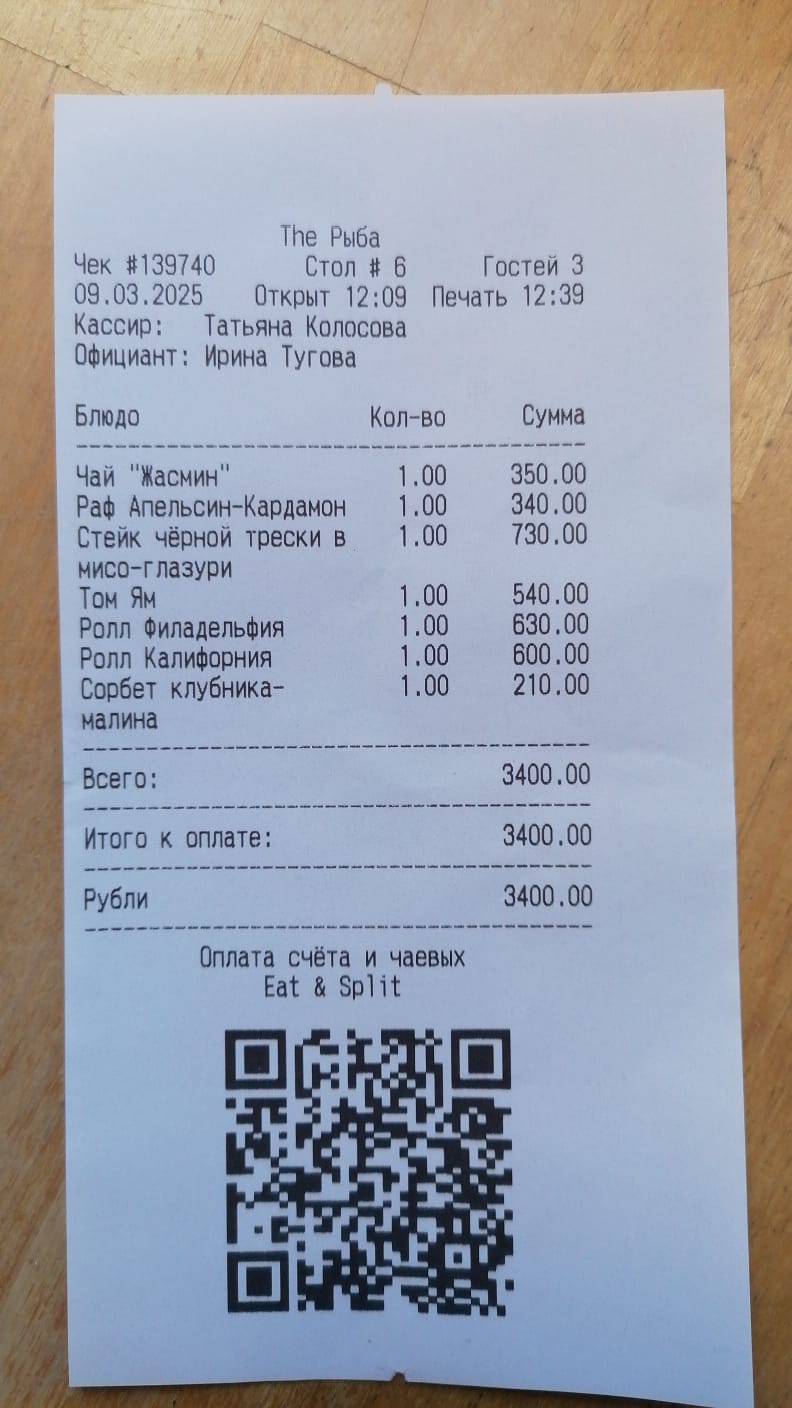 The Рыба
Чек #139740 Стол # 6 Гостей 3
09.03.2025 Открыт 12:09 Печать 12:39
Кассир: Татьяна Колосова
Официант: Ирина Тугова
Блюдо Кол-во Сумма
Чай "Жасмин" 1.00 350.00
Раф Апельсин-Кардамон 1.00 340.00
Стейк чёрной трески в 1.00 730.00
мисо-глазури
Том Ям 1.00 540.00
Ролл Филадельфия 1.00 630.00
Ролл Калифорния 1.00 600.00
Сорбет клубника- 1.00 210.00
малина
Всего: 3400.00
Итого к оплате: 3400.00
Рубли 3400.00
Оплата счёта и чаевых
Eat & Split